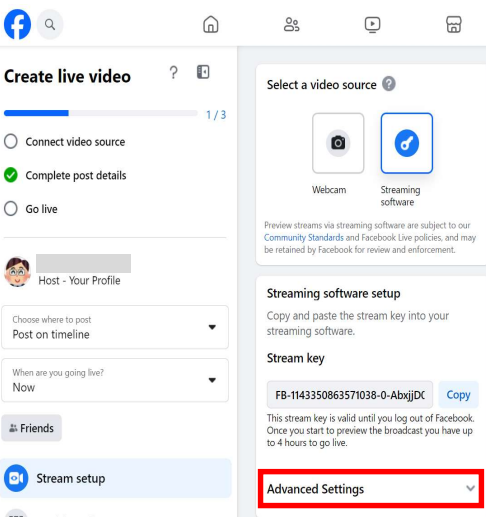 Create live video
?
1 / 3
Connect video source
Complete post details
Go live
Host - Your Profile
Choose where to post
Post on timeline
When are you going live?
Now
Friends
Stream setup
Select a video source ?
Webcam
Streaming
software
Preview streams via streaming software are subject to our
Community Standards and Facebook Live policies, and may
be retained by Facebook for review and enforcement.
Streaming software setup
Copy and paste the stream key into your
streaming software.
Stream key
FB-1143350863571038-0-AbxjjD
Copy
This stream key is valid until you log out of Facebook.
Once you start to preview the broadcast you have up
to 4 hours to go live.
Advanced Settings